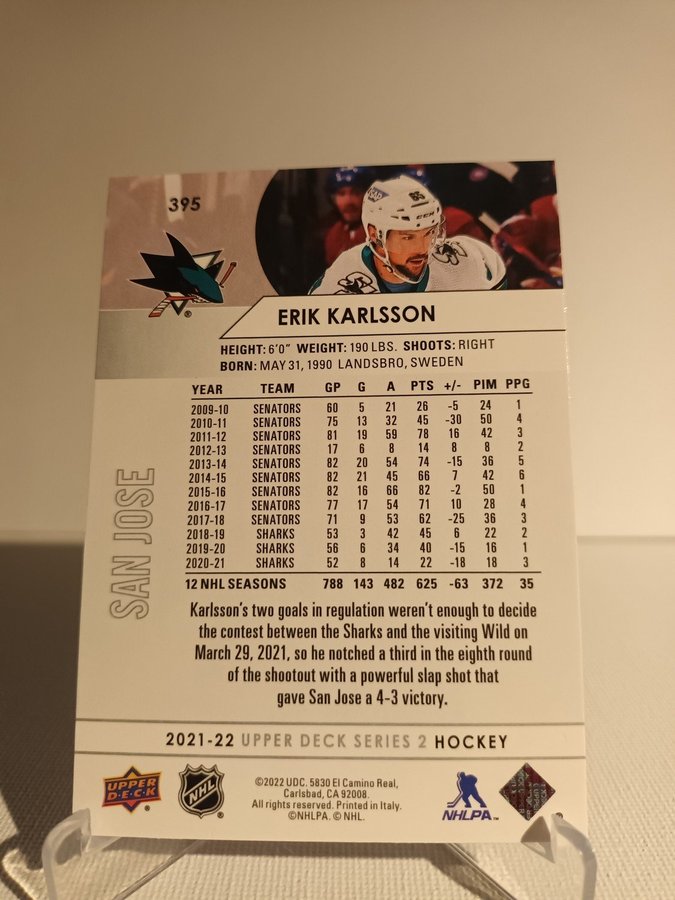 395
ERIK KARLSSON
HEIGHT: 6'0" WEIGHT: 190 LBS. SHOOTS: RIGHT
BORN: MAY 31, 1990 LANDSBRO, SWEDEN
YEAR TEAM GP G A PTS +/- PIM PPG
2009-10 SENATORS 60 5 21 26 -5 24 1
2010-11 SENATORS 75 13 32 45 -30 50 4
2011-12 SENATORS 81 19 59 78 16 42 3
2012-13 SENATORS 17 6 8 14 8 8 2
2013-14 SENATORS 82 20 54 74 -15 36 5
2014-15 SENATORS 82 21 45 66 7 42 6
2015-16 SENATORS 82 16 66 82 -2 50 1
2016-17 SENATORS 77 17 54 71 10 28 4
2017-18 SENATORS 71 9 53 62 -25 36 3
2018-19 SHARKS 53 3 42 45 6 22 2
2019-20 SHARKS 56 6 34 40 -15 16 1
2020-21 SHARKS 52 8 14 22 -18 18 3
12 NHL SEASONS 788 143 482 625 -63 372 35
SAN JOSE
Karlsson's two goals in regulation weren't enough to decide
the contest between the Sharks and the visiting Wild on
March 29, 2021, so he notched a third in the eighth round
of the shootout with a powerful slap shot that
gave San Jose a 4-3 victory.
2021-22 UPPER DECK SERIES 2 HOCKEY
UPPER
DECK
NHL
©2022 UDC. 5830 El Camino Real,
Carlsbad, CA 92008.
All rights reserved. Printed in Italy.
©NHLPA. © NHL.
NHLPA™